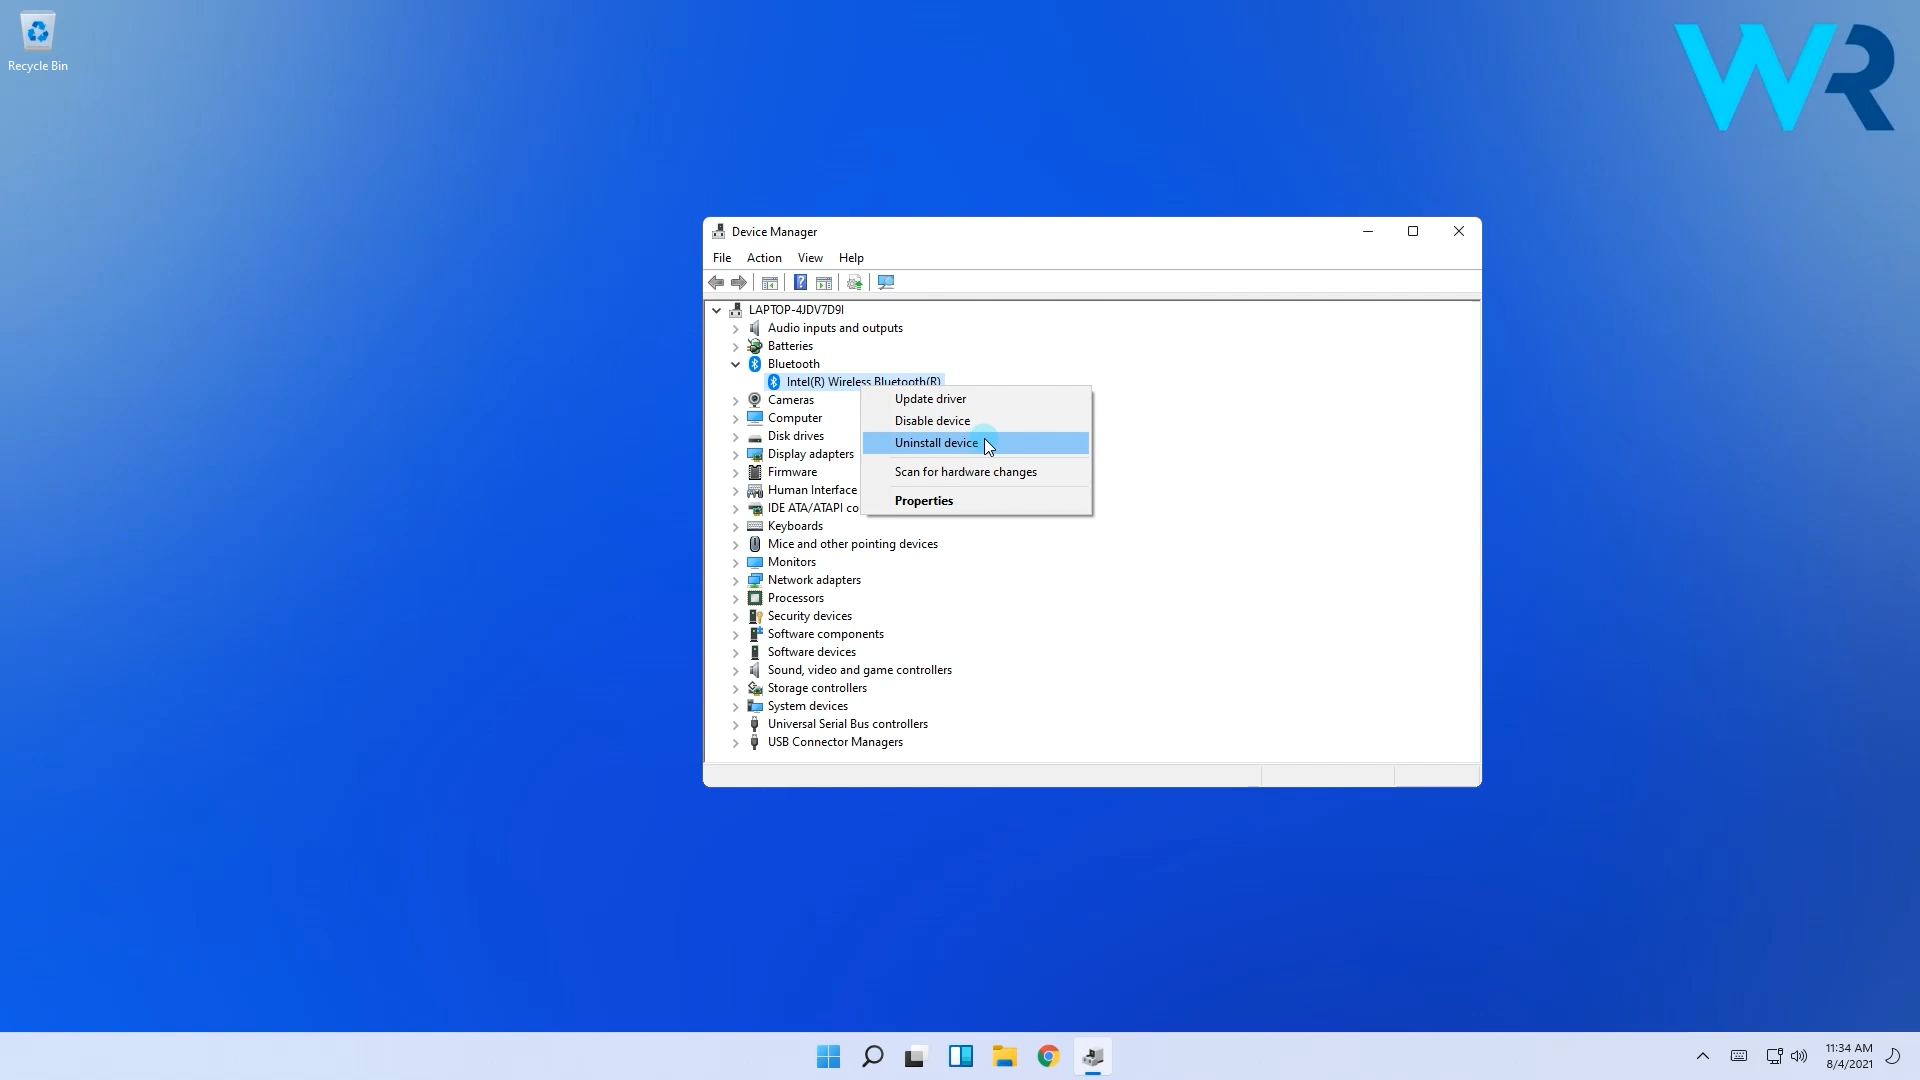 Recycle Bin
WR
Device Manager
File Action View Help
LAPTOP-4JDV7D9I
Audio inputs and outputs
Batteries
Bluetooth
Intel(R) Wireless Bluetooth(R)
Cameras
Computer
Disk drives
Display adapters
Firmware
Human Interface
IDE ATA/ATAPI co
Keyboards
Mice and other pointing devices
Monitors
Network adapters
Processors
Security devices
Software components
Software devices
Sound, video and game controllers
Storage controllers
System devices
Universal Serial Bus controllers
USB Connector Managers
Update driver
Disable device
Uninstall device
Scan for hardware changes
Properties
11:34 AM
8/4/2021